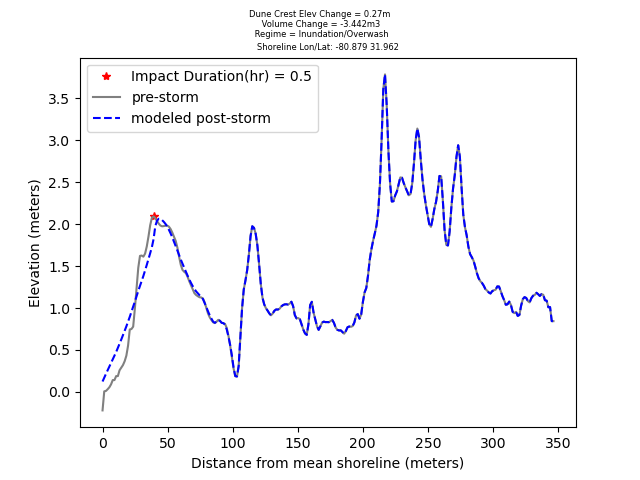 Dune Crest Elev Change = 0.27m
Volume Change = -3.442m3
Regime = Inundation/Overwash
Shoreline Lon/Lat: -80.879 31.962
Impact Duration(hr) = 0.5
pre-storm
modeled post-storm
Elevation (meters)
3.5
3.0
2.5
2.0
1.5
1.0
0.5
0.0
0 50 100 150 200 250 300 350
Distance from mean shoreline (meters)